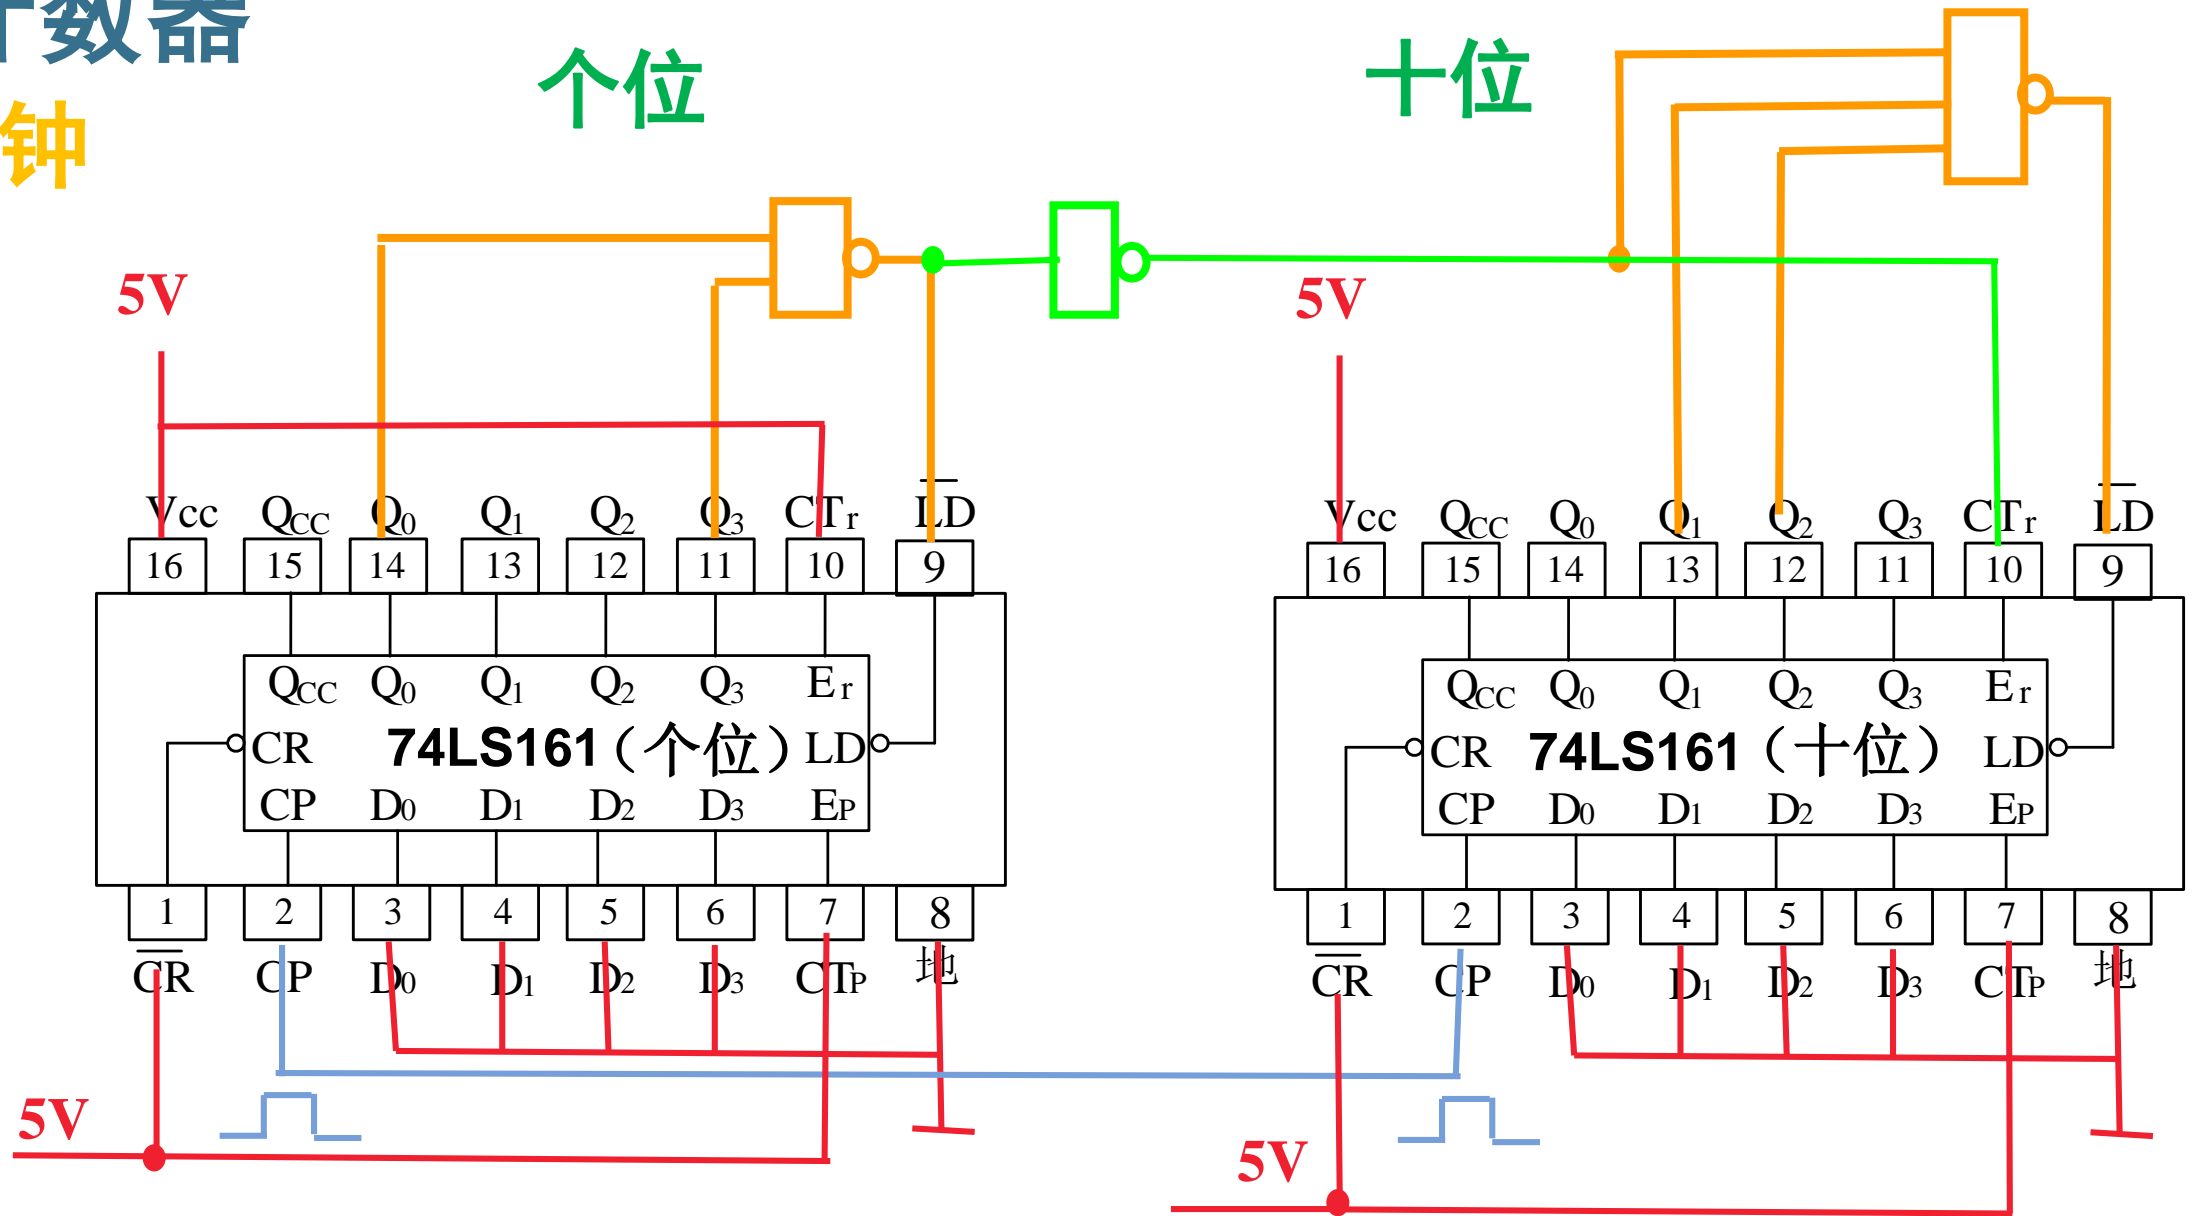 计数器
钟
个位
十位
5V
5V
Vcc QCC Q0 Q1 Q2 Q3 CTr LD
16 15 14 13 12 11 10 9
QCC Q0 Q1 Q2 Q3 Er
CR 74LS161(个位) LD
CP D0 D1 D2 D3 EP
1 2 3 4 5 6 7 8
CR CP D0 D1 D2 D3 CTP 地
5V
Vcc QCC Q0 Q1 Q2 Q3 CTr LD
16 15 14 13 12 11 10 9
QCC Q0 Q1 Q2 Q3 Er
CR 74LS161(十位) LD
CP D0 D1 D2 D3 EP
1 2 3 4 5 6 7 8
CR CP D0 D1 D2 D3 CTP 地
5V